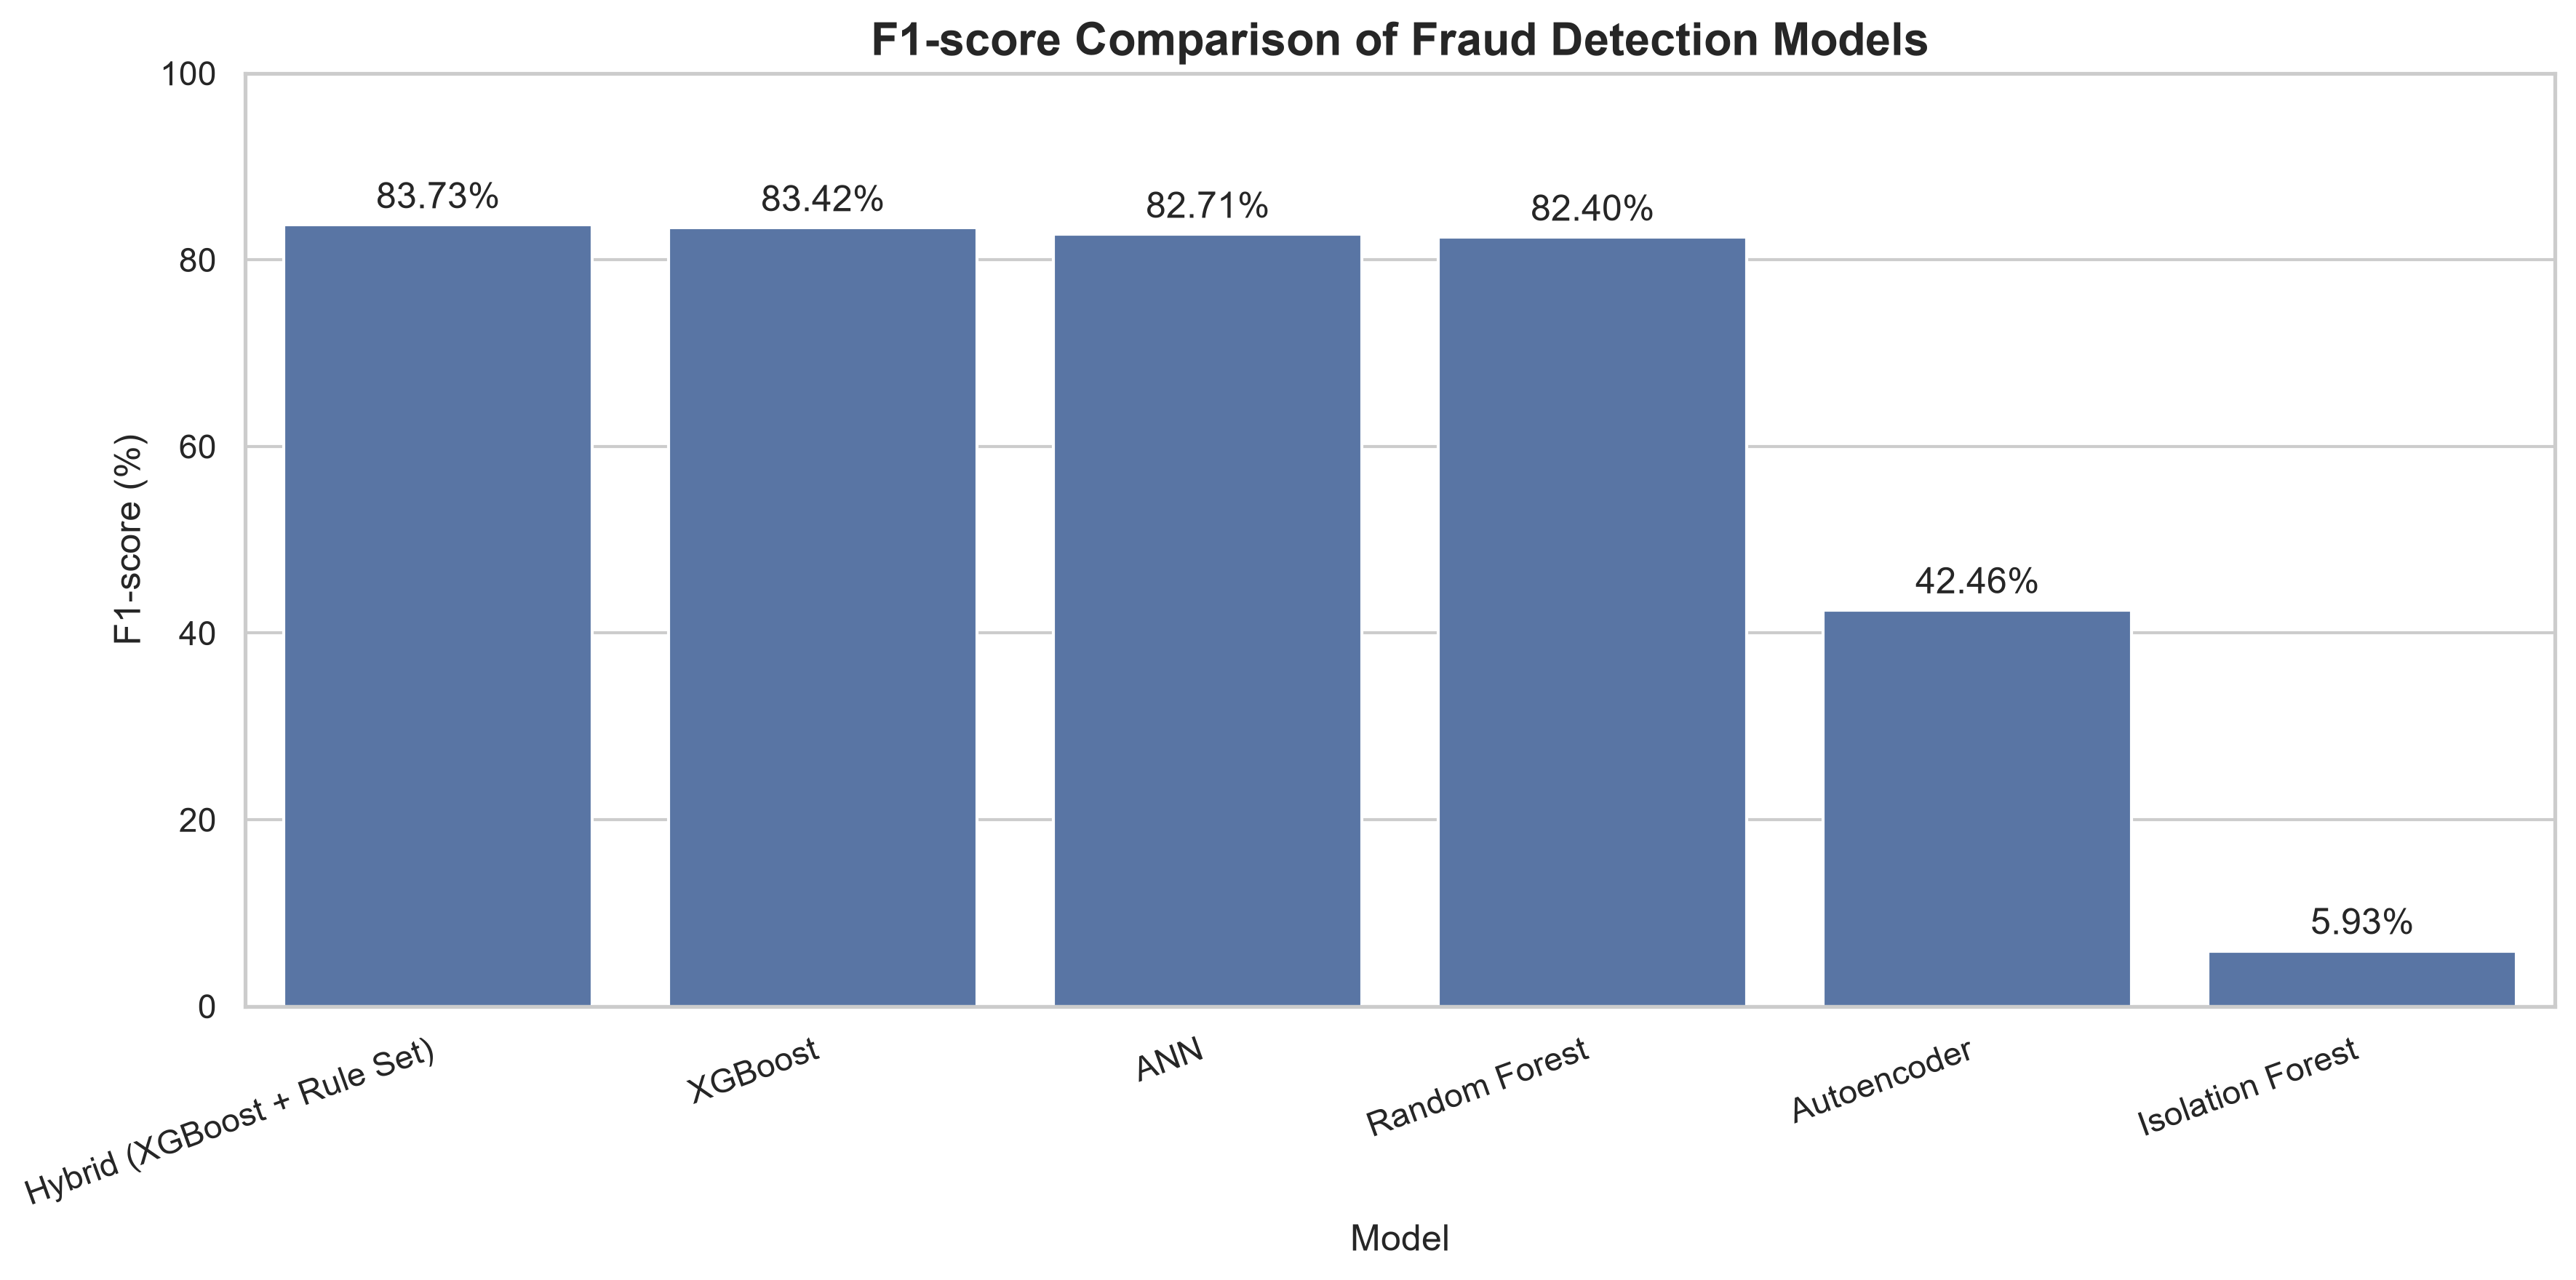 F1-score Comparison of Fraud Detection Models
100
80
60
40
20
0
F1-score (%)
83.73%
83.42%
82.71%
82.40%
42.46%
5.93%
Hybrid (XGBoost + Rule Set)
XGBoost
ANN
Random Forest
Autoencoder
Isolation Forest
Model